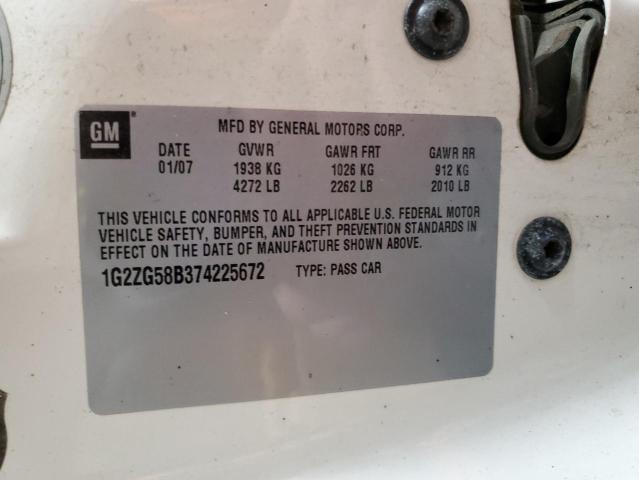 GM
MFD BY GENERAL MOTORS CORP.
DATE GVWR GAWR FRT GAWR RR
01/07 1938 KG 1026 KG 912 KG
4272 LB 2262 LB 2010 LB
THIS VEHICLE CONFORMS TO ALL APPLICABLE U.S. FEDERAL MOTOR
VEHICLE SAFETY, BUMPER, AND THEFT PREVENTION STANDARDS IN
EFFECT ON THE DATE OF MANUFACTURE SHOWN ABOVE.
1G2ZG58B374225672 TYPE: PASS CAR